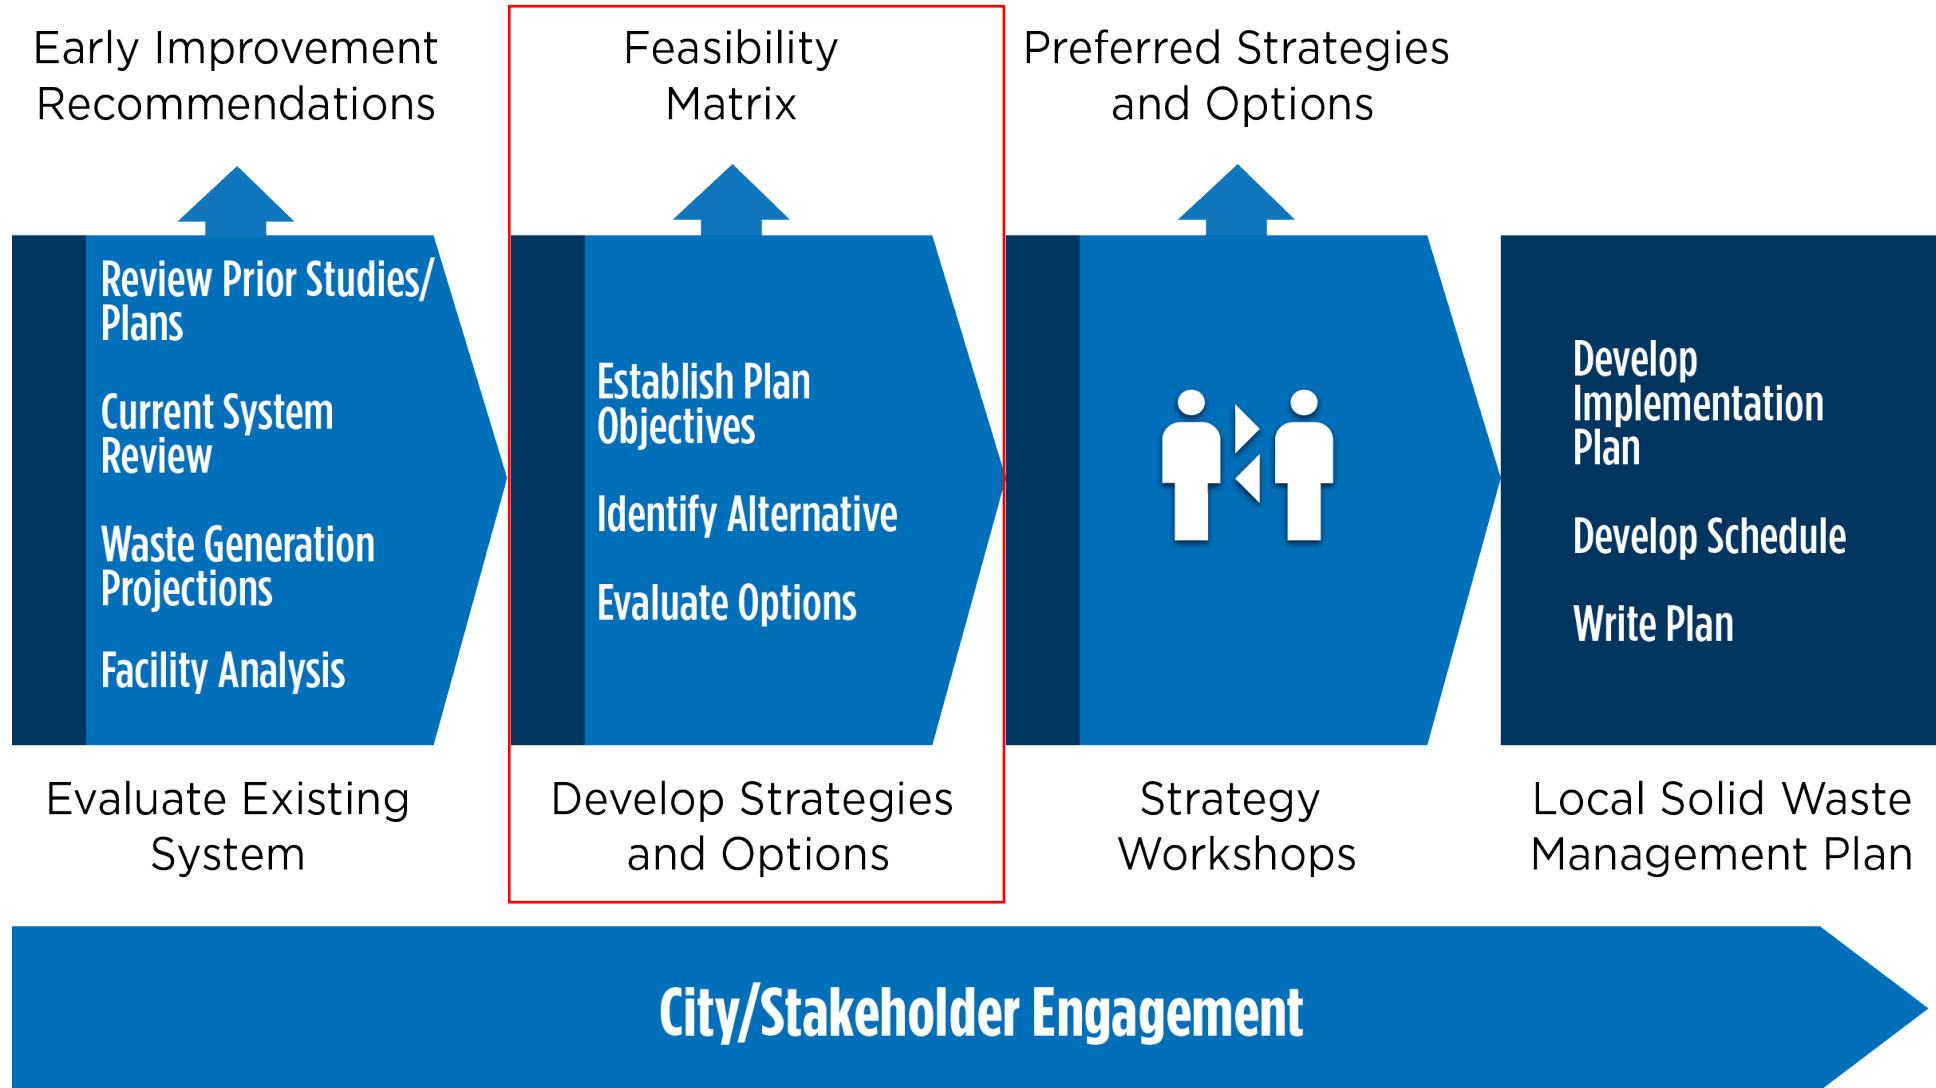 Early Improvement
Recommendations
Feasibility
Matrix
Preferred Strategies
and Options
Review Prior Studies/
Plans
Current System
Review
Waste Generation
Projections
Facility Analysis
Establish Plan
Objectives
Identify Alternative
Evaluate Options
Develop
Implementation
Plan
Develop Schedule
Write Plan
Evaluate Existing
System
Develop Strategies
and Options
Strategy
Workshops
Local Solid Waste
Management Plan
City/Stakeholder Engagement